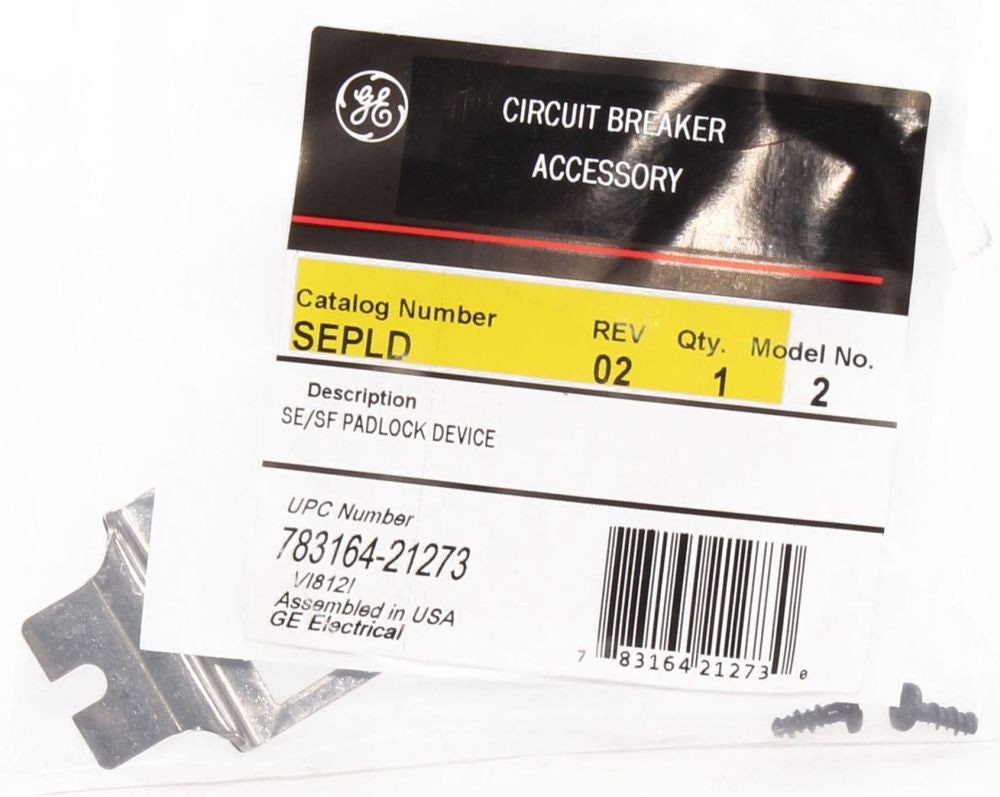 GE
CIRCUIT BREAKER
ACCESSORY
Catalog Number REV Qty. Model No.
SEPLD 02 1 2
Description
SE/SF PADLOCK DEVICE
UPC Number
783164-21273
VI812I
Assembled in USA
GE Electrical
7 83164 21273 0